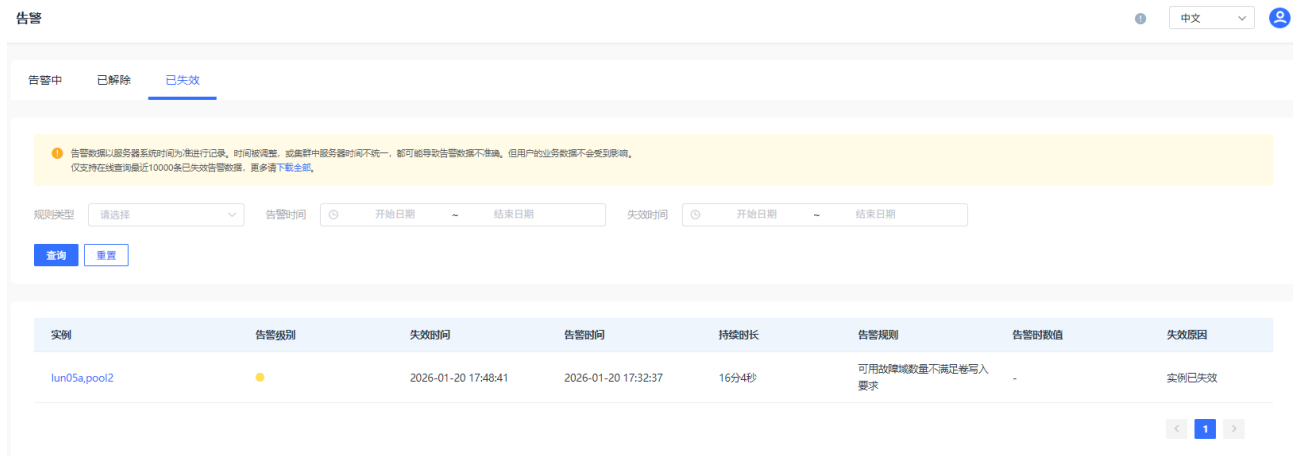 告警
中文
告警中 已解除 已失效
告警数据以服务器系统时间为准进行记录。时间被调整，或集群中服务器时间不统一，都可能导致告警数据不准确。但用户的业务数据不会受到影响。
仅支持在线查询最近10000条已失效告警数据，更多请下载全部。
规则类型 请选择 告警时间 开始日期 ~ 结束日期 失效时间 开始日期 ~ 结束日期
查询 重置
实例 告警级别 失效时间 告警时间 持续时长 告警规则 告警时数值 失效原因
lun05a,pool2 2026-01-20 17:48:41 2026-01-20 17:32:37 16分4秒 可用故障域数量不满足卷写入 - 实例已失效
要求
< 1 >